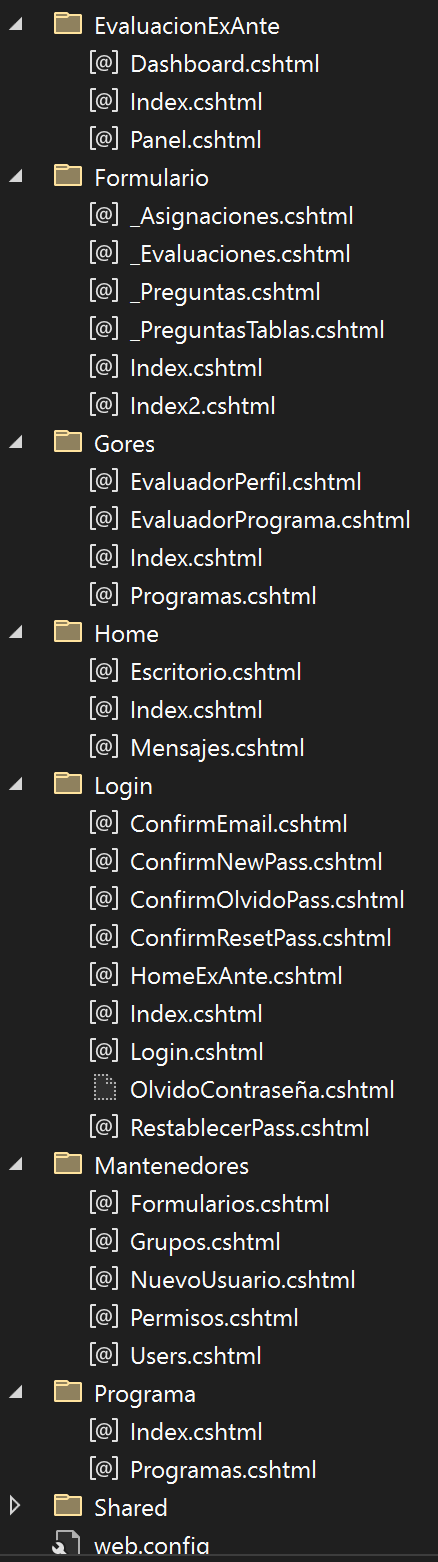 EvaluacionExAnte
[@] Dashboard.cshtml
[@] Index.cshtml
[@] Panel.cshtml
Formulario
[@] _Asignaciones.cshtml
[@] _Evaluaciones.cshtml
[@] _Preguntas.cshtml
[@] _PreguntasTablas.cshtml
[@] Index.cshtml
[@] Index2.cshtml
Gores
[@] EvaluadorPerfil.cshtml
[@] EvaluadorPrograma.cshtml
[@] Index.cshtml
[@] Programas.cshtml
Home
[@] Escritorio.cshtml
[@] Index.cshtml
[@] Mensajes.cshtml
Login
[@] ConfirmEmail.cshtml
[@] ConfirmNewPass.cshtml
[@] ConfirmOlvidoPass.cshtml
[@] ConfirmResetPass.cshtml
[@] HomeExAnte.cshtml
[@] Index.cshtml
[@] Login.cshtml
OlvidoContraseña.cshtml
[@] RestablecerPass.cshtml
Mantenedores
[@] Formularios.cshtml
[@] Grupos.cshtml
[@] NuevoUsuario.cshtml
[@] Permisos.cshtml
[@] Users.cshtml
Programa
[@] Index.cshtml
[@] Programas.cshtml
Shared
web.config